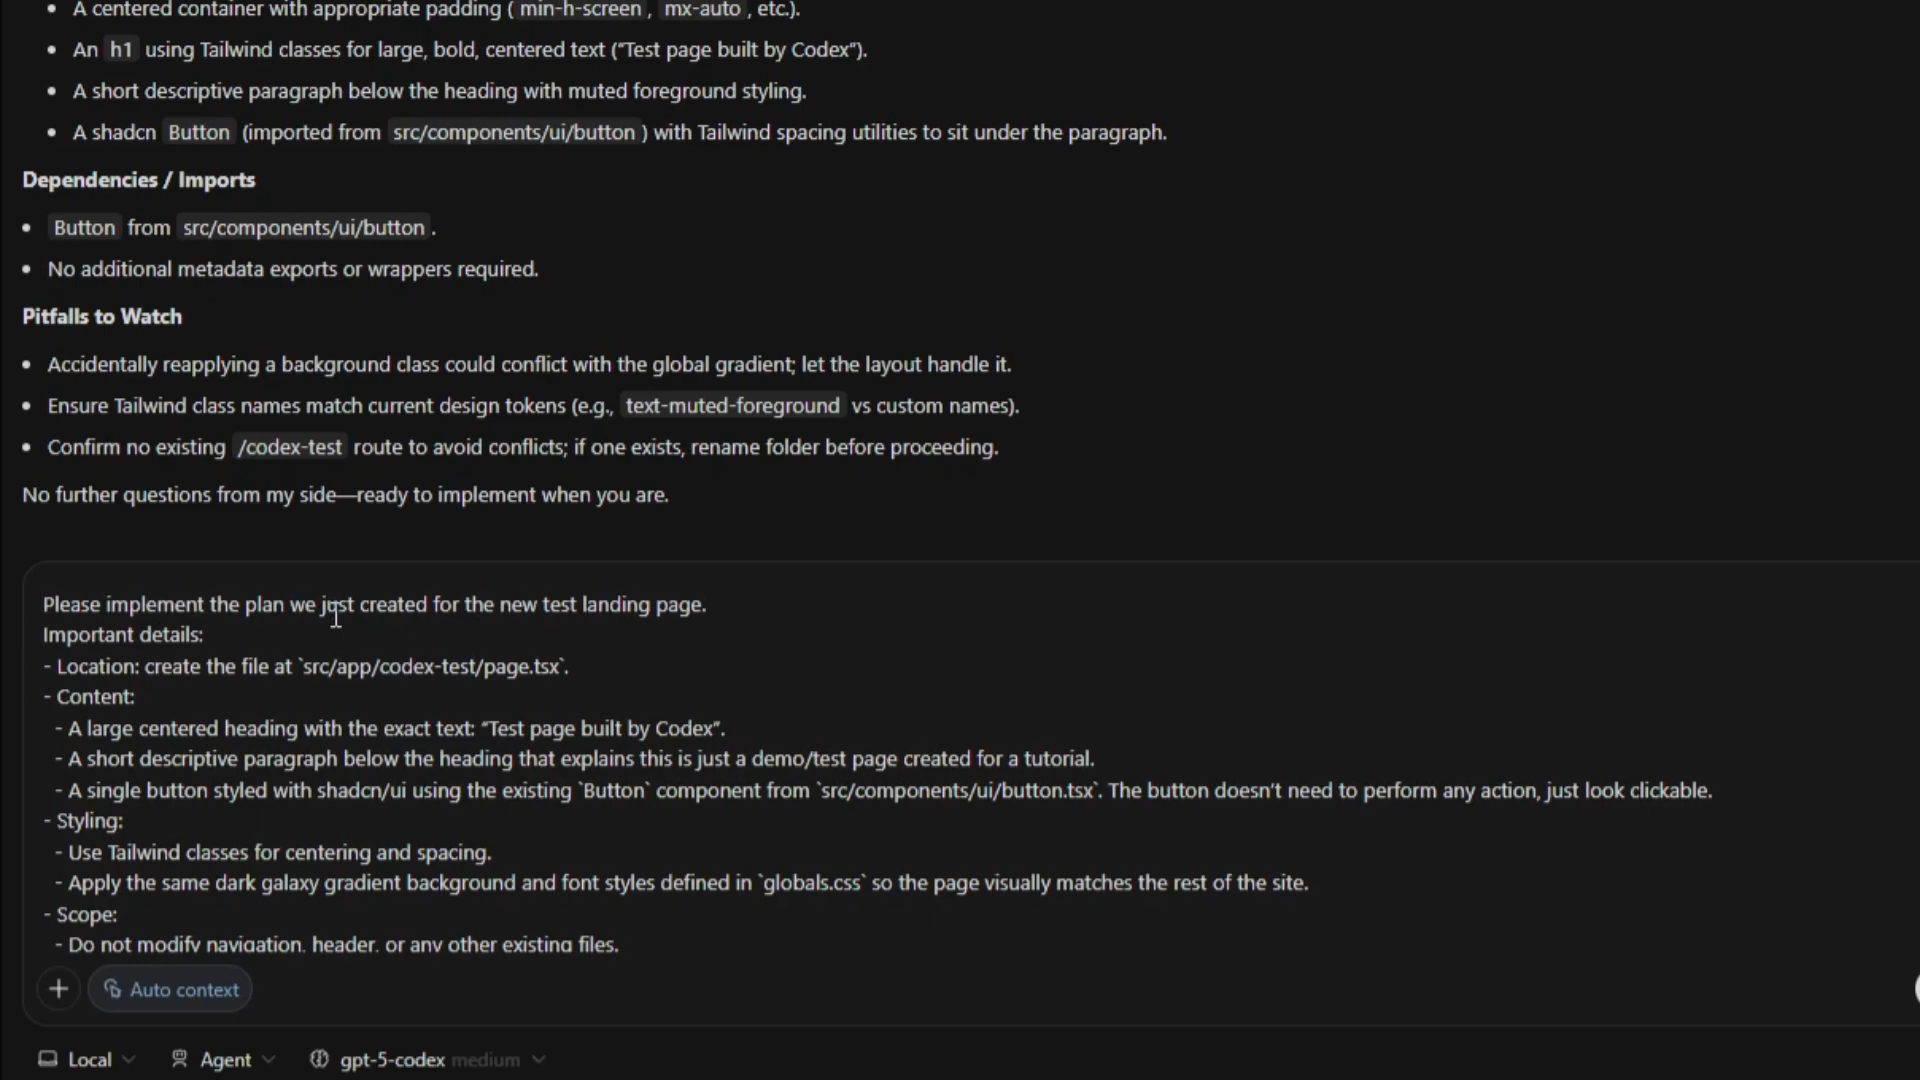 • A centered container with appropriate padding ( min-h-screen , mx-auto , etc.).
• An h1 using Tailwind classes for large, bold, centered text (“Test page built by Codex”).
• A short descriptive paragraph below the heading with muted foreground styling.
• A shadcn Button (imported from src/components/ui/button ) with Tailwind spacing utilities to sit under the paragraph.
Dependencies / Imports
• Button from src/components/ui/button .
• No additional metadata exports or wrappers required.
Pitfalls to Watch
• Accidentally reapplying a background class could conflict with the global gradient; let the layout handle it.
• Ensure Tailwind class names match current design tokens (e.g., text-muted-foreground vs custom names).
• Confirm no existing /codex-test route to avoid conflicts; if one exists, rename folder before proceeding.
No further questions from my side—ready to implement when you are.
Please implement the plan we just created for the new test landing page.
Important details:
- Location: create the file at `src/app/codex-test/page.tsx`.
- Content:
- A large centered heading with the exact text: “Test page built by Codex”.
- A short descriptive paragraph below the heading that explains this is just a demo/test page created for a tutorial.
- A single button styled with shadcn/ui using the existing `Button` component from `src/components/ui/button.tsx`. The button doesn’t need to perform any action, just look clickable.
- Styling:
- Use Tailwind classes for centering and spacing.
- Apply the same dark galaxy gradient background and font styles defined in `globals.css` so the page visually matches the rest of the site.
- Scope:
- Do not modify navigation, header, or any other existing files.
+ Auto context
Local Agent gpt-5-codex medium